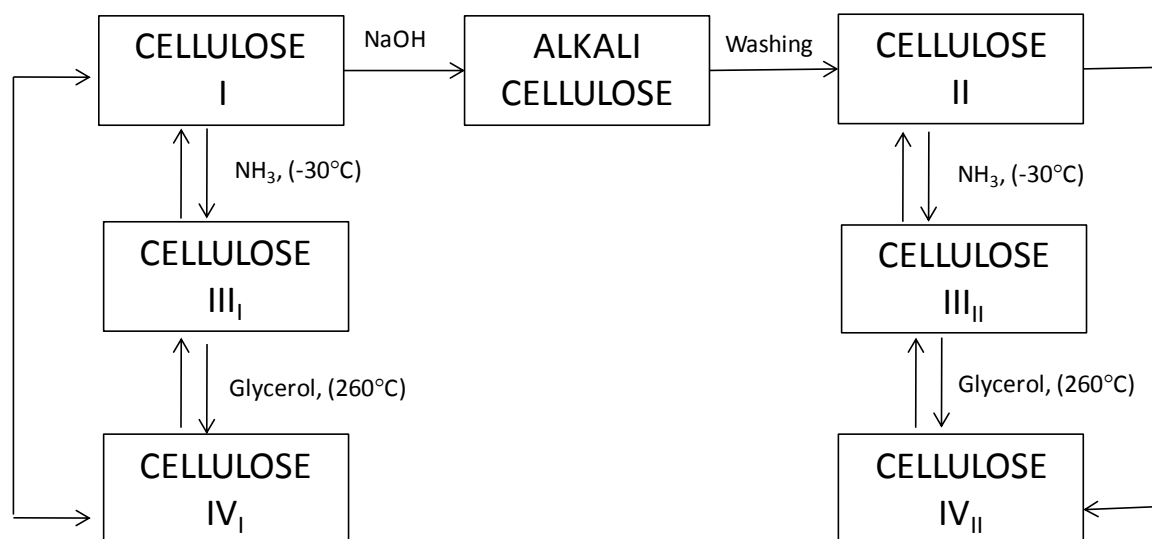 CELLULOSE
I
NaOH
ALKALI
CELLULOSE
Washing
CELLULOSE
II
NH₃, (-30°C)
NH₃, (-30°C)
CELLULOSE
IIIᵢ
CELLULOSE
IIIᵢᵢ
Glycerol, (260°C)
Glycerol, (260°C)
CELLULOSE
IVᵢ
CELLULOSE
IVᵢᵢ